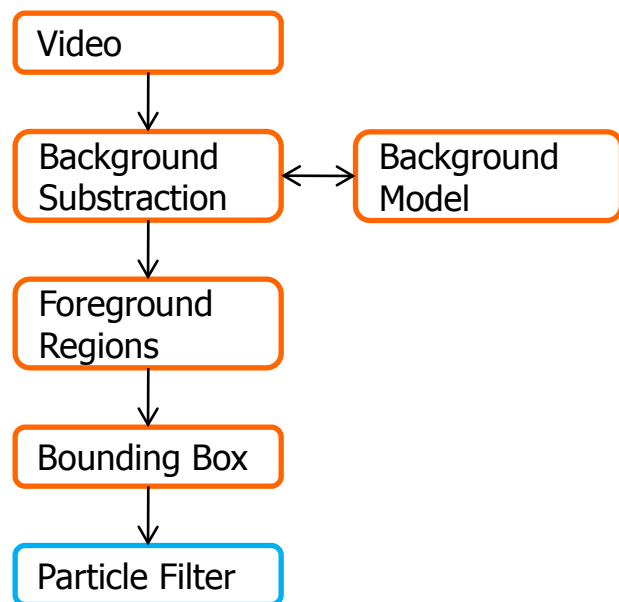 Video
Background
Substraction
Background
Model
Foreground
Regions
Bounding Box
Particle Filter